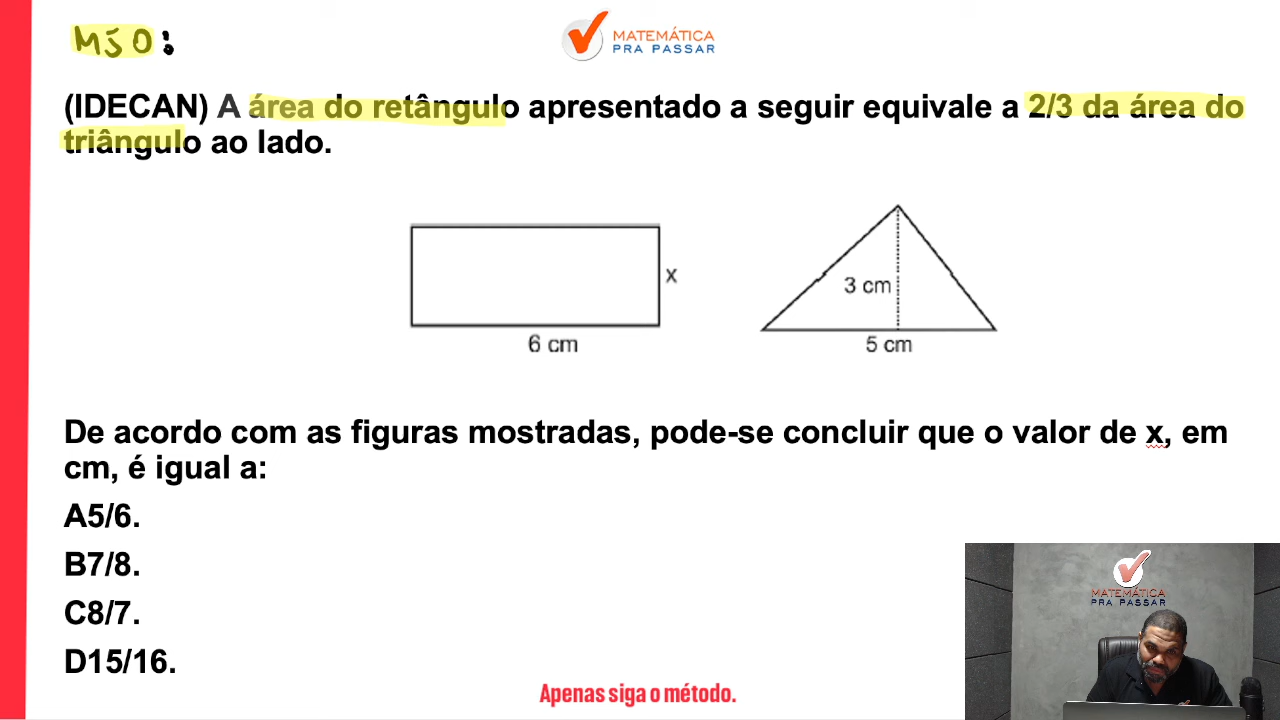 MJO:
MATEMÁTICA
PRA PASSAR
(IDECAN) A área do retângulo apresentado a seguir equivale a 2/3 da área do
triângulo ao lado.
x
3 cm
6 cm
5 cm
De acordo com as figuras mostradas, pode-se concluir que o valor de x, em
cm, é igual a:
A5/6.
B7/8.
C8/7.
D15/16.
MATEMÁTICA
PRA PASSAR
Apenas siga o método.